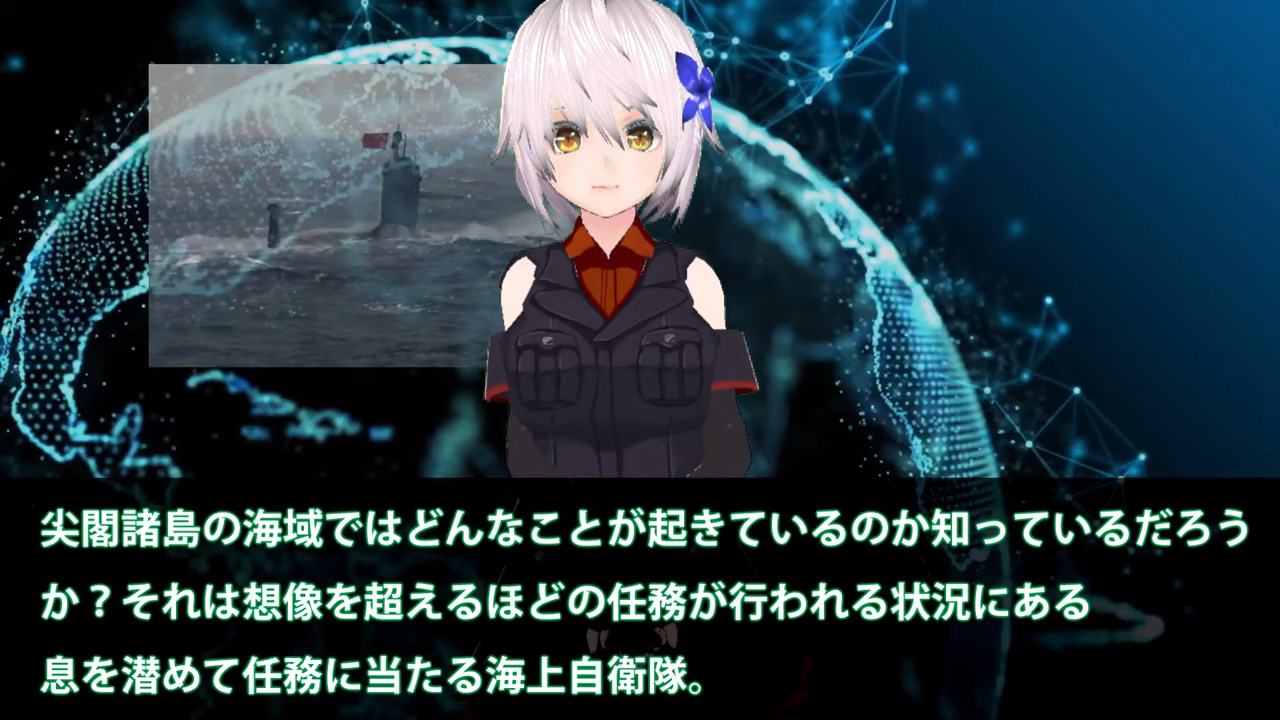 尖閣諸島の海域ではどんなことが起きているのか知っているだろう
か？それは想像を超えるほどの任務が行われる状況にある
息を潜めて任務に当たる海上自衛隊。